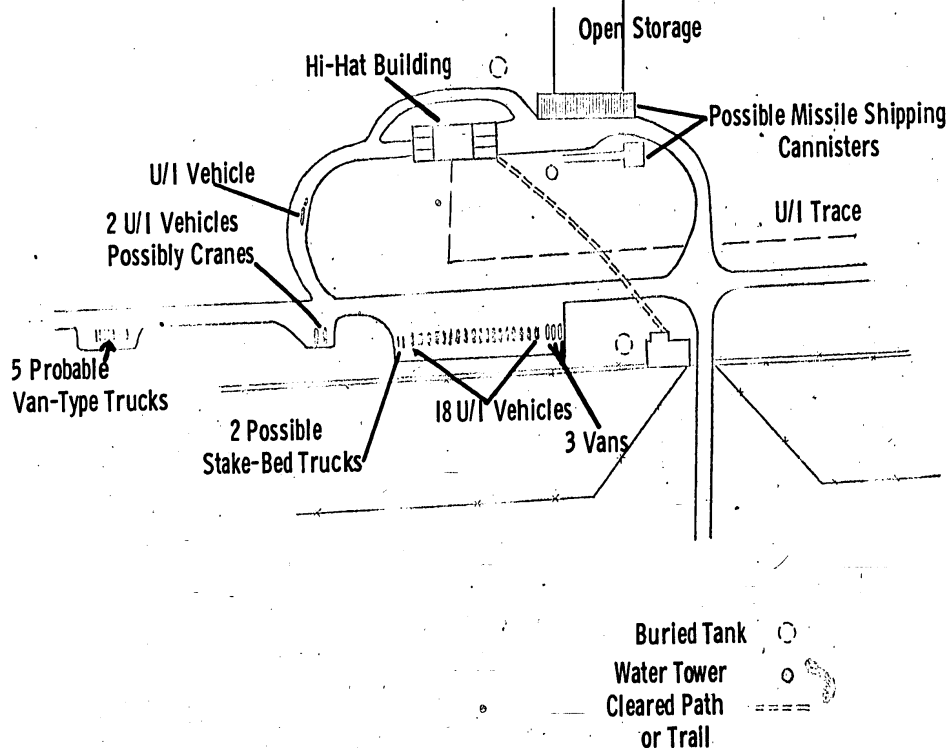 Open Storage
Hi-Hat Building
Possible Missile Shipping
Cannisters
U/I Vehicle
2 U/I Vehicles
Possibly Cranes
U/I Trace
5 Probable
Van-Type Trucks
2 Possible
Stake-Bed Trucks
18 U/I Vehicles
3 Vans
Buried Tank
Water Tower
Cleared Path
or Trail